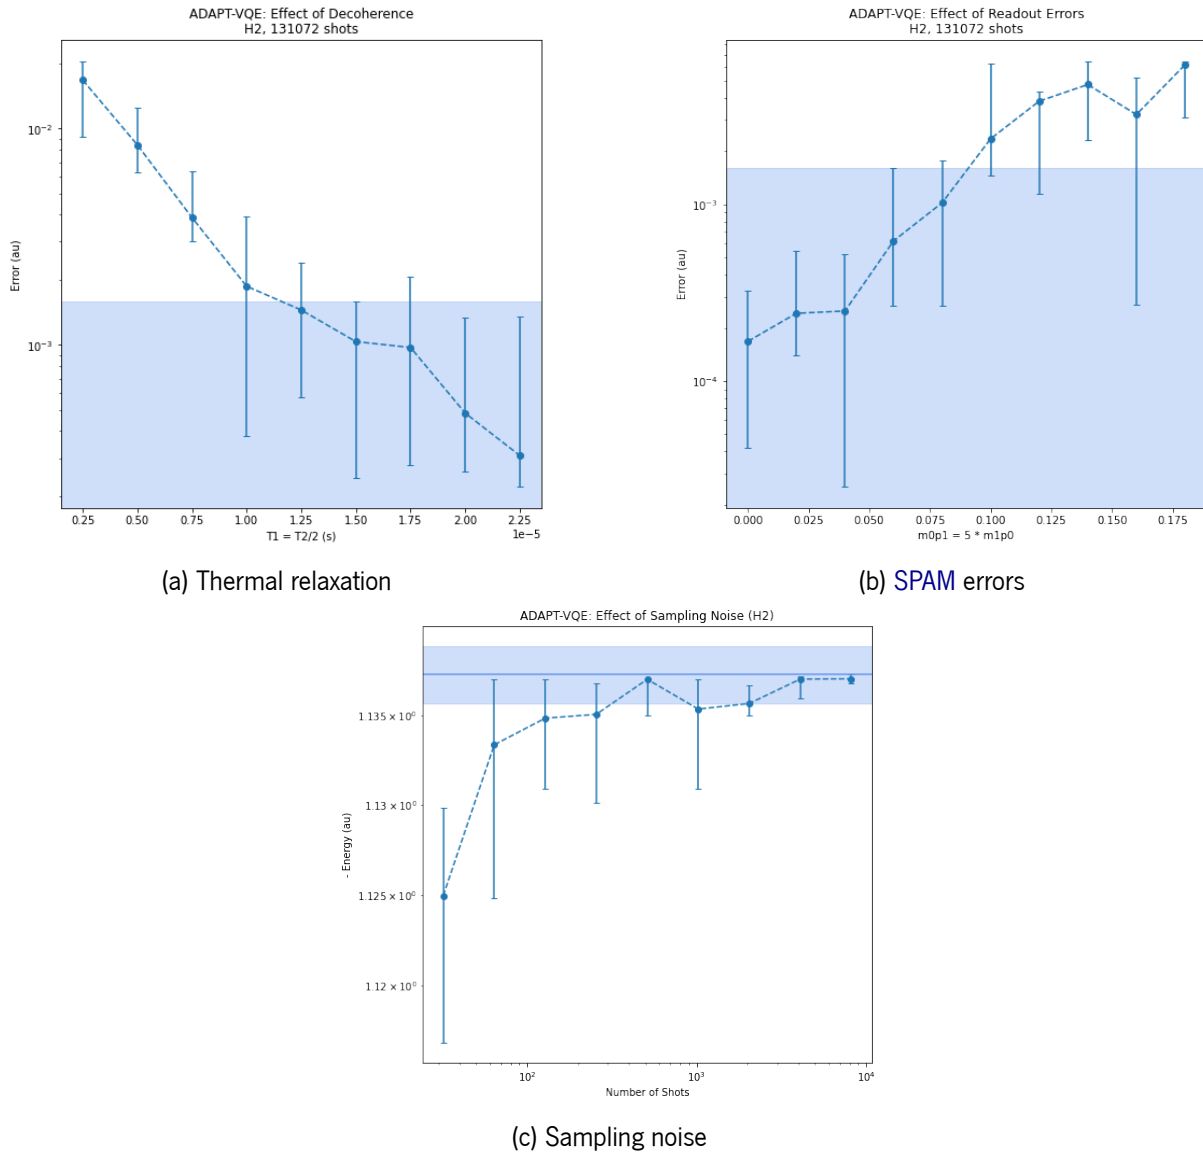 ADAPT-VQE: Effect of Decoherence
H2, 131072 shots
Error (au)
10⁻²
10⁻³
0.25 0.50 0.75 1.00 1.25 1.50 1.75 2.00 2.25
1e−5
T1 = T2/2 (s)
(a) Thermal relaxation
ADAPT-VQE: Effect of Readout Errors
H2, 131072 shots
Error (au)
10⁻³
10⁻⁴
0.000 0.025 0.050 0.075 0.100 0.125 0.150 0.175
m0p1 = 5 * m1p0
(b) SPAM errors
ADAPT-VQE: Effect of Sampling Noise (H2)
- Energy (au)
1.135 × 10⁰
1.13 × 10⁰
1.125 × 10⁰
1.12 × 10⁰
10² 10³ 10⁴
Number of Shots
(c) Sampling noise